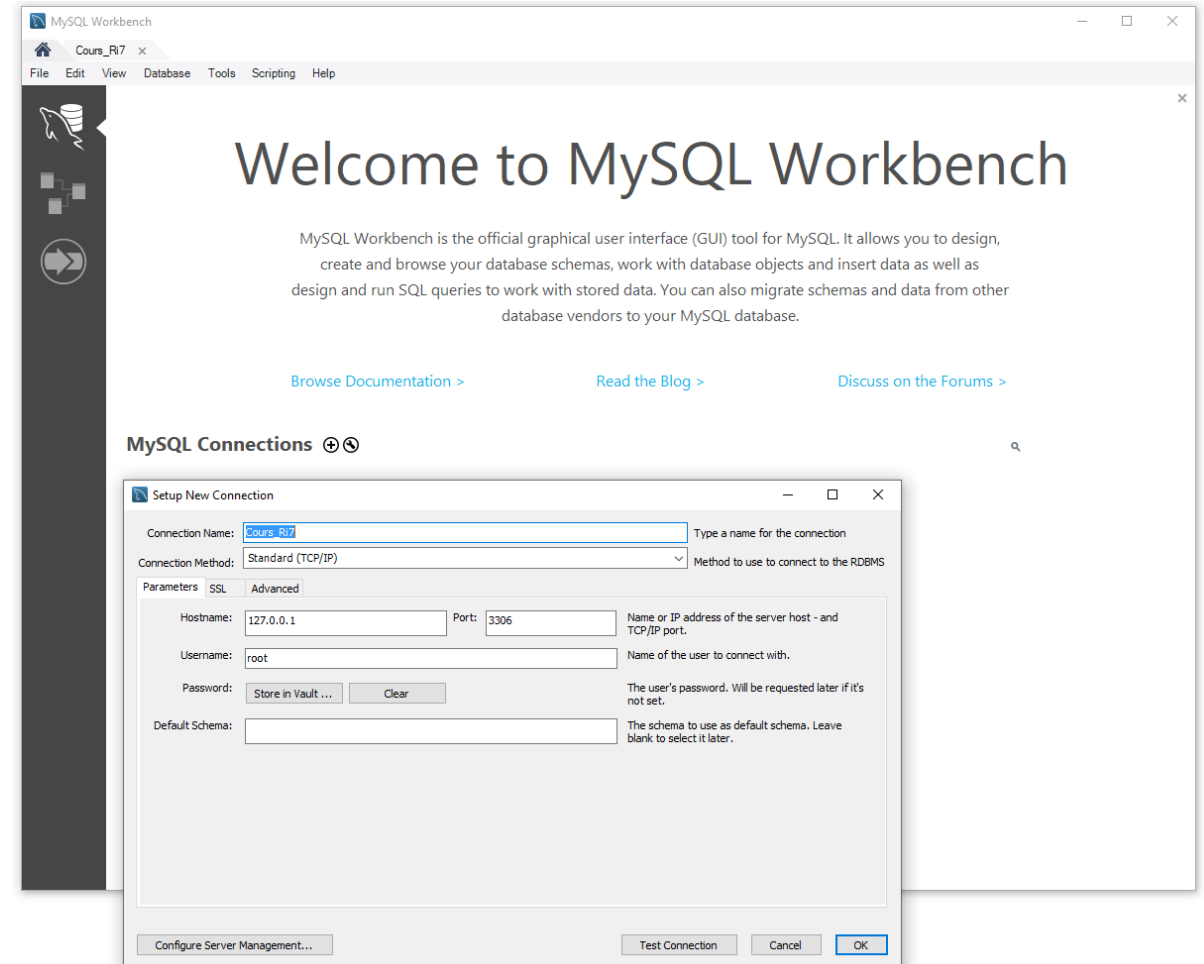 MySQL Workbench
Cours_Ri7
File Edit View Database Tools Scripting Help
Welcome to MySQL Workbench
MySQL Workbench is the official graphical user interface (GUI) tool for MySQL. It allows you to design,
create and browse your database schemas, work with database objects and insert data as well as
design and run SQL queries to work with stored data. You can also migrate schemas and data from other
database vendors to your MySQL database.
Browse Documentation > Read the Blog > Discuss on the Forums >
MySQL Connections
Setup New Connection
Connection Name: Cours_Ri7 Type a name for the connection
Connection Method: Standard (TCP/IP) Method to use to connect to the RDBMS
Parameters SSL Advanced
Hostname: 127.0.0.1 Port: 3306 Name or IP address of the server host - and
TCP/IP port.
Username: root Name of the user to connect with.
Password: Store in Vault ... Clear The user's password. Will be requested later if it's
not set.
Default Schema: The schema to use as default schema. Leave
blank to select it later.
Configure Server Management... Test Connection Cancel OK